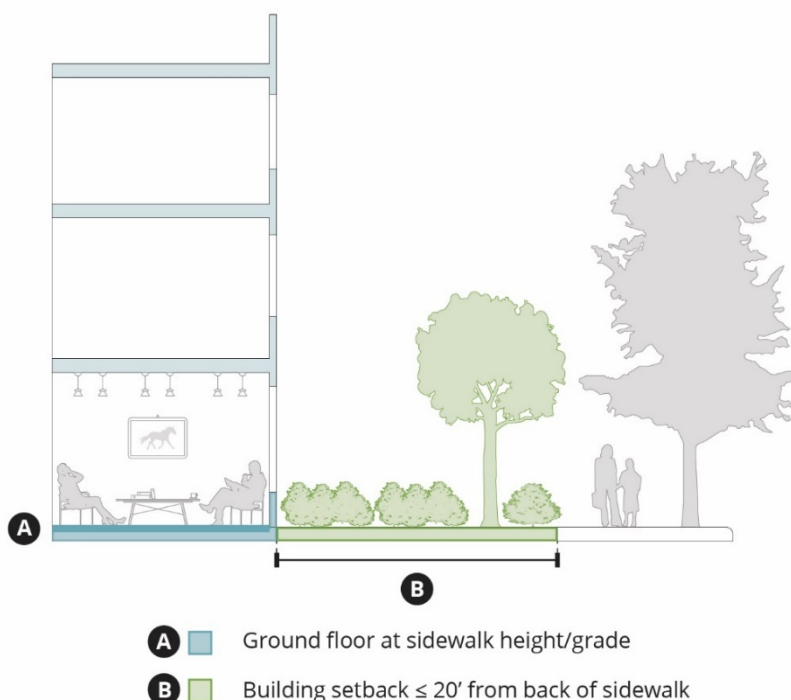 A
B
A Ground floor at sidewalk height/grade
B Building setback ≤ 20’ from back of sidewalk